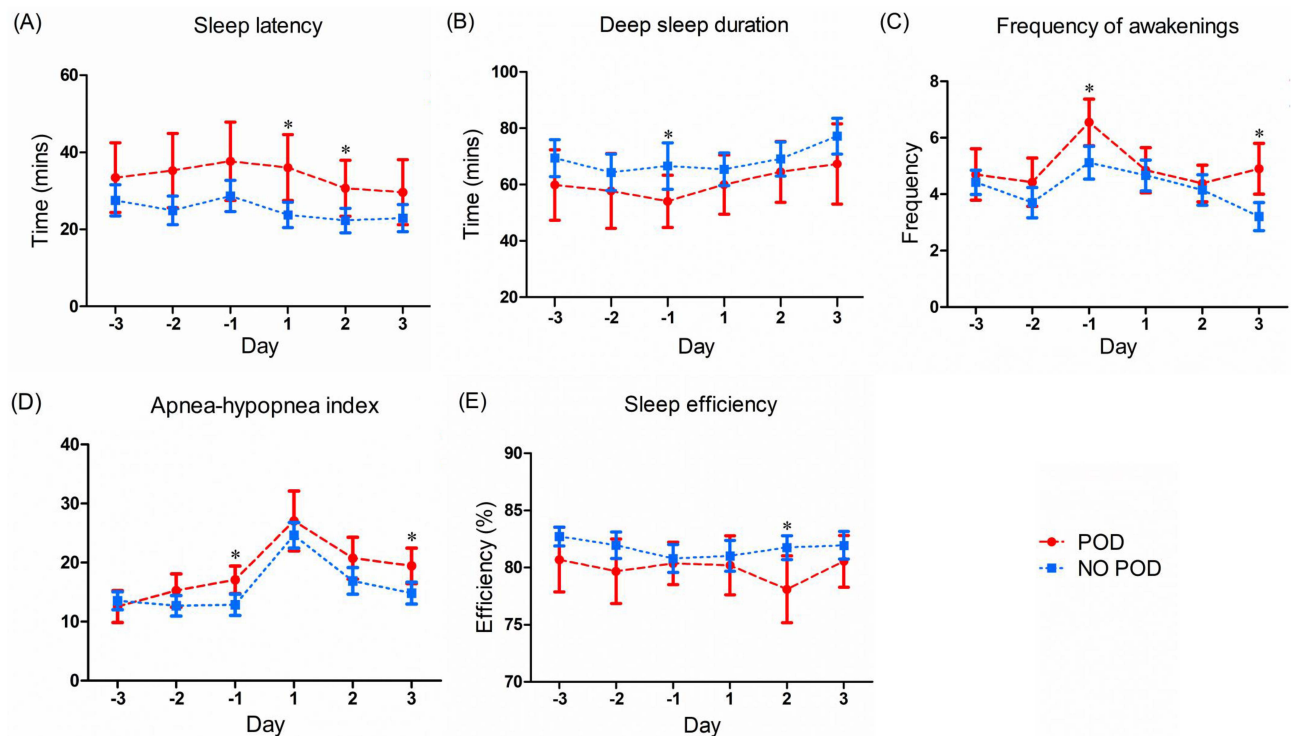 (A) Sleep latency
Time (mins)
60
40
20
0
*
*
-3 -2 -1 1 2 3
Day
(B) Deep sleep duration
Time (mins)
100
80
60
40
20
*
-3 -2 -1 1 2 3
Day
(C) Frequency of awakenings
Frequency
8
6
4
2
0
*
*
-3 -2 -1 1 2 3
Day
(D) Apnea-hypopnea index
40
30
20
10
0
*
*
-3 -2 -1 1 2 3
Day
(E) Sleep efficiency
Efficiency (%)
90
85
80
75
70
*
-3 -2 -1 1 2 3
Day
POD
NO POD